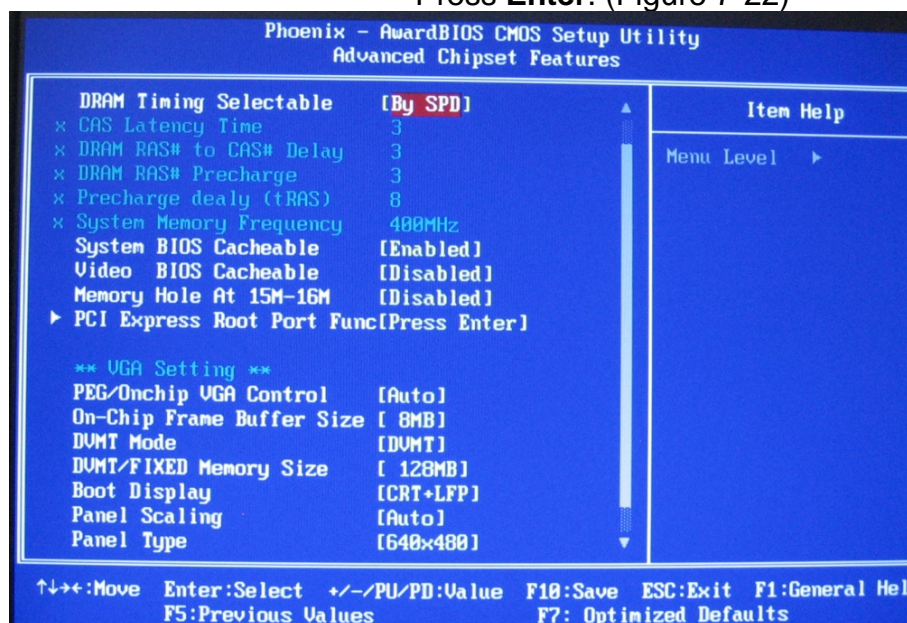 Press Enter. (Figure 7-22)
Phoenix - AwardBIOS CMOS Setup Utility
Advanced Chipset Features
DRAM Timing Selectable [By SPD]
x CAS Latency Time 3
x DRAM RAS# to CAS# Delay 3
x DRAM RAS# Precharge 3
x Precharge dealy (tRAS) 8
x System Memory Frequency 400MHz
System BIOS Cacheable [Enabled]
Video BIOS Cacheable [Disabled]
Memory Hole At 15M-16M [Disabled]
► PCI Express Root Port Func[Press Enter]
** VGA Setting **
PEG/Onchip VGA Control [Auto]
On-Chip Frame Buffer Size [ 8MB]
DVMT Mode [DVMT]
DVMT/FIXED Memory Size [ 128MB]
Boot Display [CRT+LFP]
Panel Scaling [Auto]
Panel Type [640x480]
Item Help
Menu Level ►
↑↓→←:Move Enter:Select +/-/PU/PD:Value F10:Save ESC:Exit F1:General Hel
F5:Previous Values F7: Optimized Defaults